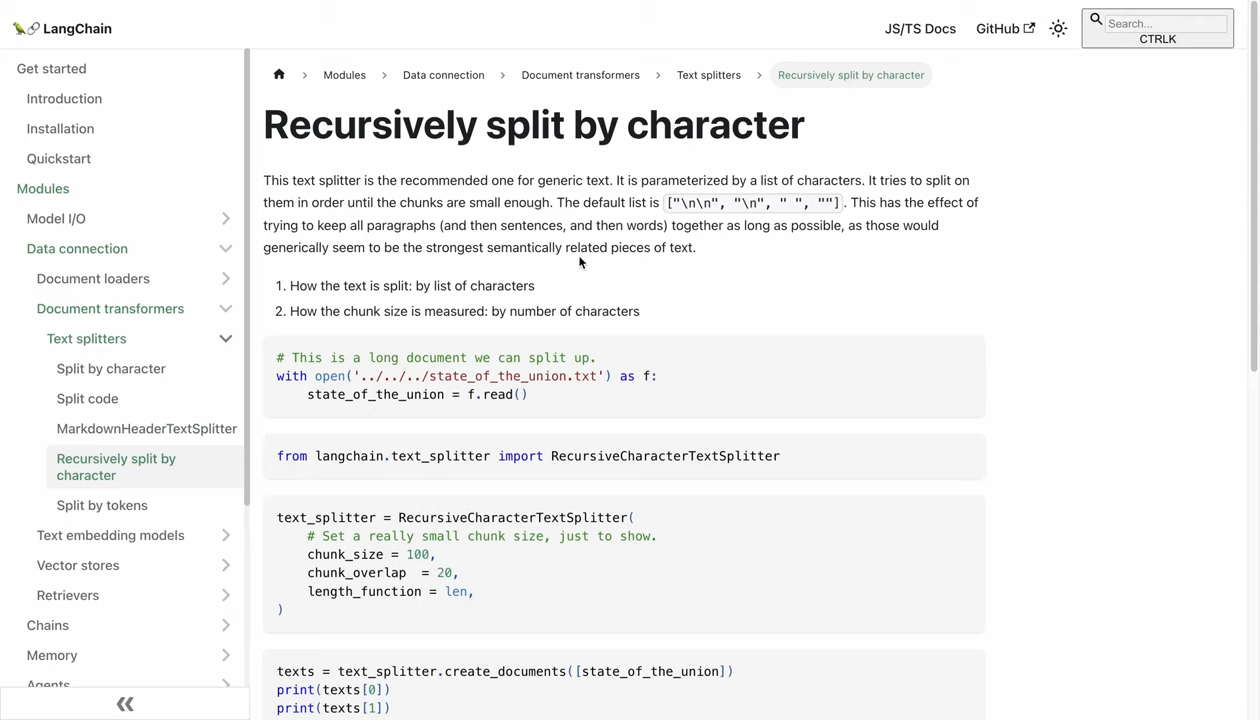 🦜🔗 LangChain
JS/TS Docs
GitHub
Search...
CTRLK
Get started
Introduction
Installation
Quickstart
Modules
Model I/O
Data connection
Document loaders
Document transformers
Text splitters
Split by character
Split code
MarkdownHeaderTextSplitter
Recursively split by
character
Split by tokens
Text embedding models
Vector stores
Retrievers
Chains
Memory
Agents
Modules > Data connection > Document transformers > Text splitters > Recursively split by character
Recursively split by character
This text splitter is the recommended one for generic text. It is parameterized by a list of characters. It tries to split on
them in order until the chunks are small enough. The default list is ["\n\n", "\n", " ", ""]. This has the effect of
trying to keep all paragraphs (and then sentences, and then words) together as long as possible, as those would
generically seem to be the strongest semantically related pieces of text.
1. How the text is split: by list of characters
2. How the chunk size is measured: by number of characters
# This is a long document we can split up.
with open('../../../state_of_the_union.txt') as f:
    state_of_the_union = f.read()
from langchain.text_splitter import RecursiveCharacterTextSplitter
text_splitter = RecursiveCharacterTextSplitter(
    # Set a really small chunk size, just to show.
    chunk_size = 100,
    chunk_overlap  = 20,
    length_function = len,
)
texts = text_splitter.create_documents([state_of_the_union])
print(texts[0])
print(texts[1])